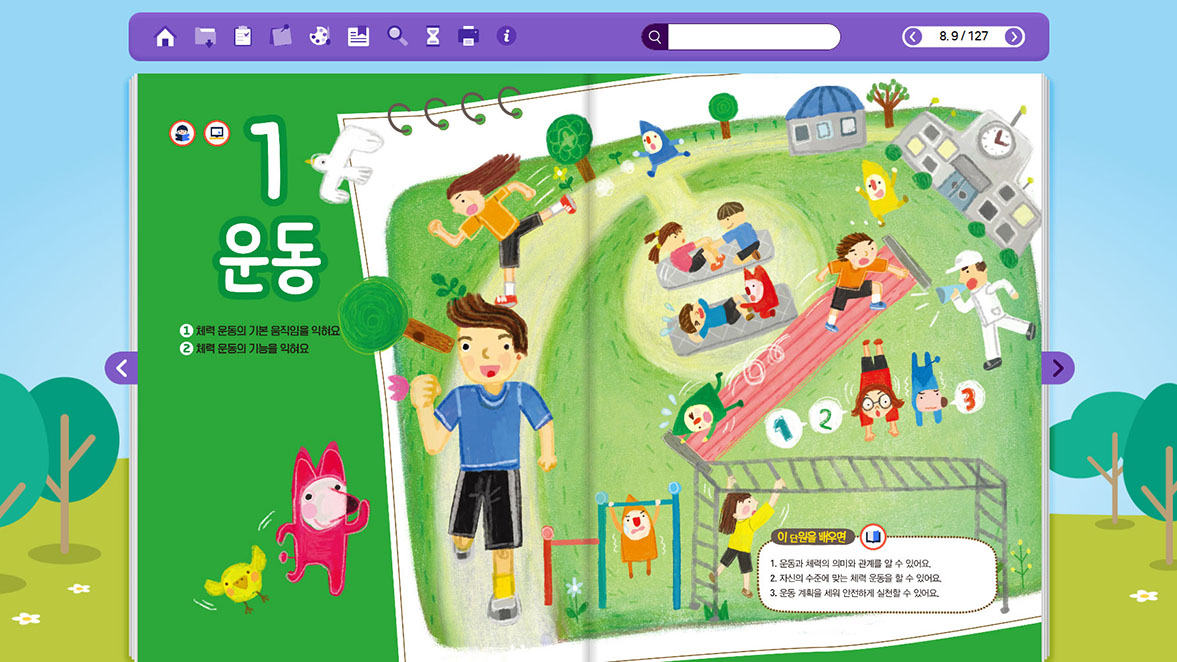 8. 9 / 127
1
운동
1 체력 운동의 기본 움직임을 익혀요
2 체력 운동의 기능을 익혀요
1 2 3
이 단원을 배우면
1. 운동과 체력의 의미와 관계를 알 수 있어요.
2. 자신의 수준에 맞는 체력 운동을 할 수 있어요.
3. 운동 계획을 세워 안전하게 실천할 수 있어요.